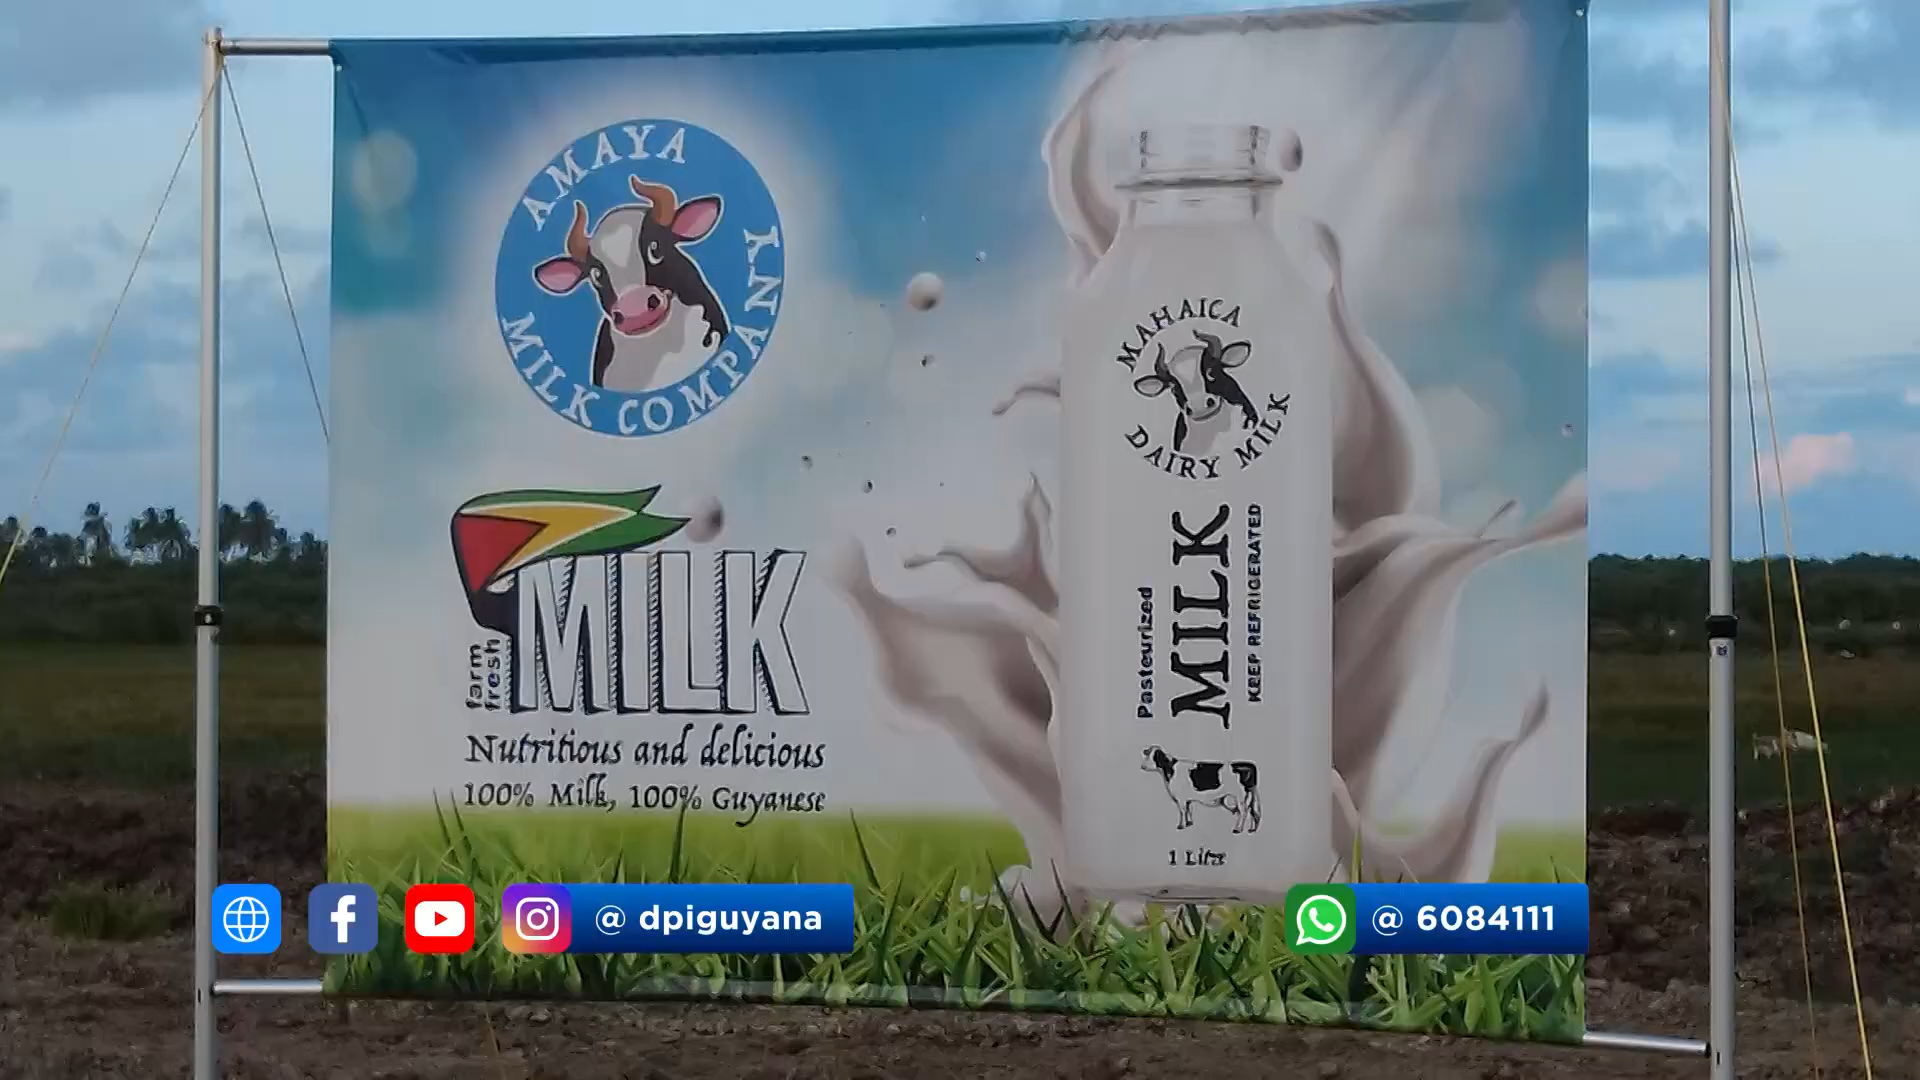 AMAYA
MILK COMPANY
farm
fresh
MILK
Nutritious and delicious
100% Milk, 100% Guyanese
MAHAICA
DAIRY MILK
Pasteurized
MILK
KEEP REFRIGERATED
1 Litre
@ dpiguyana
@ 6084111